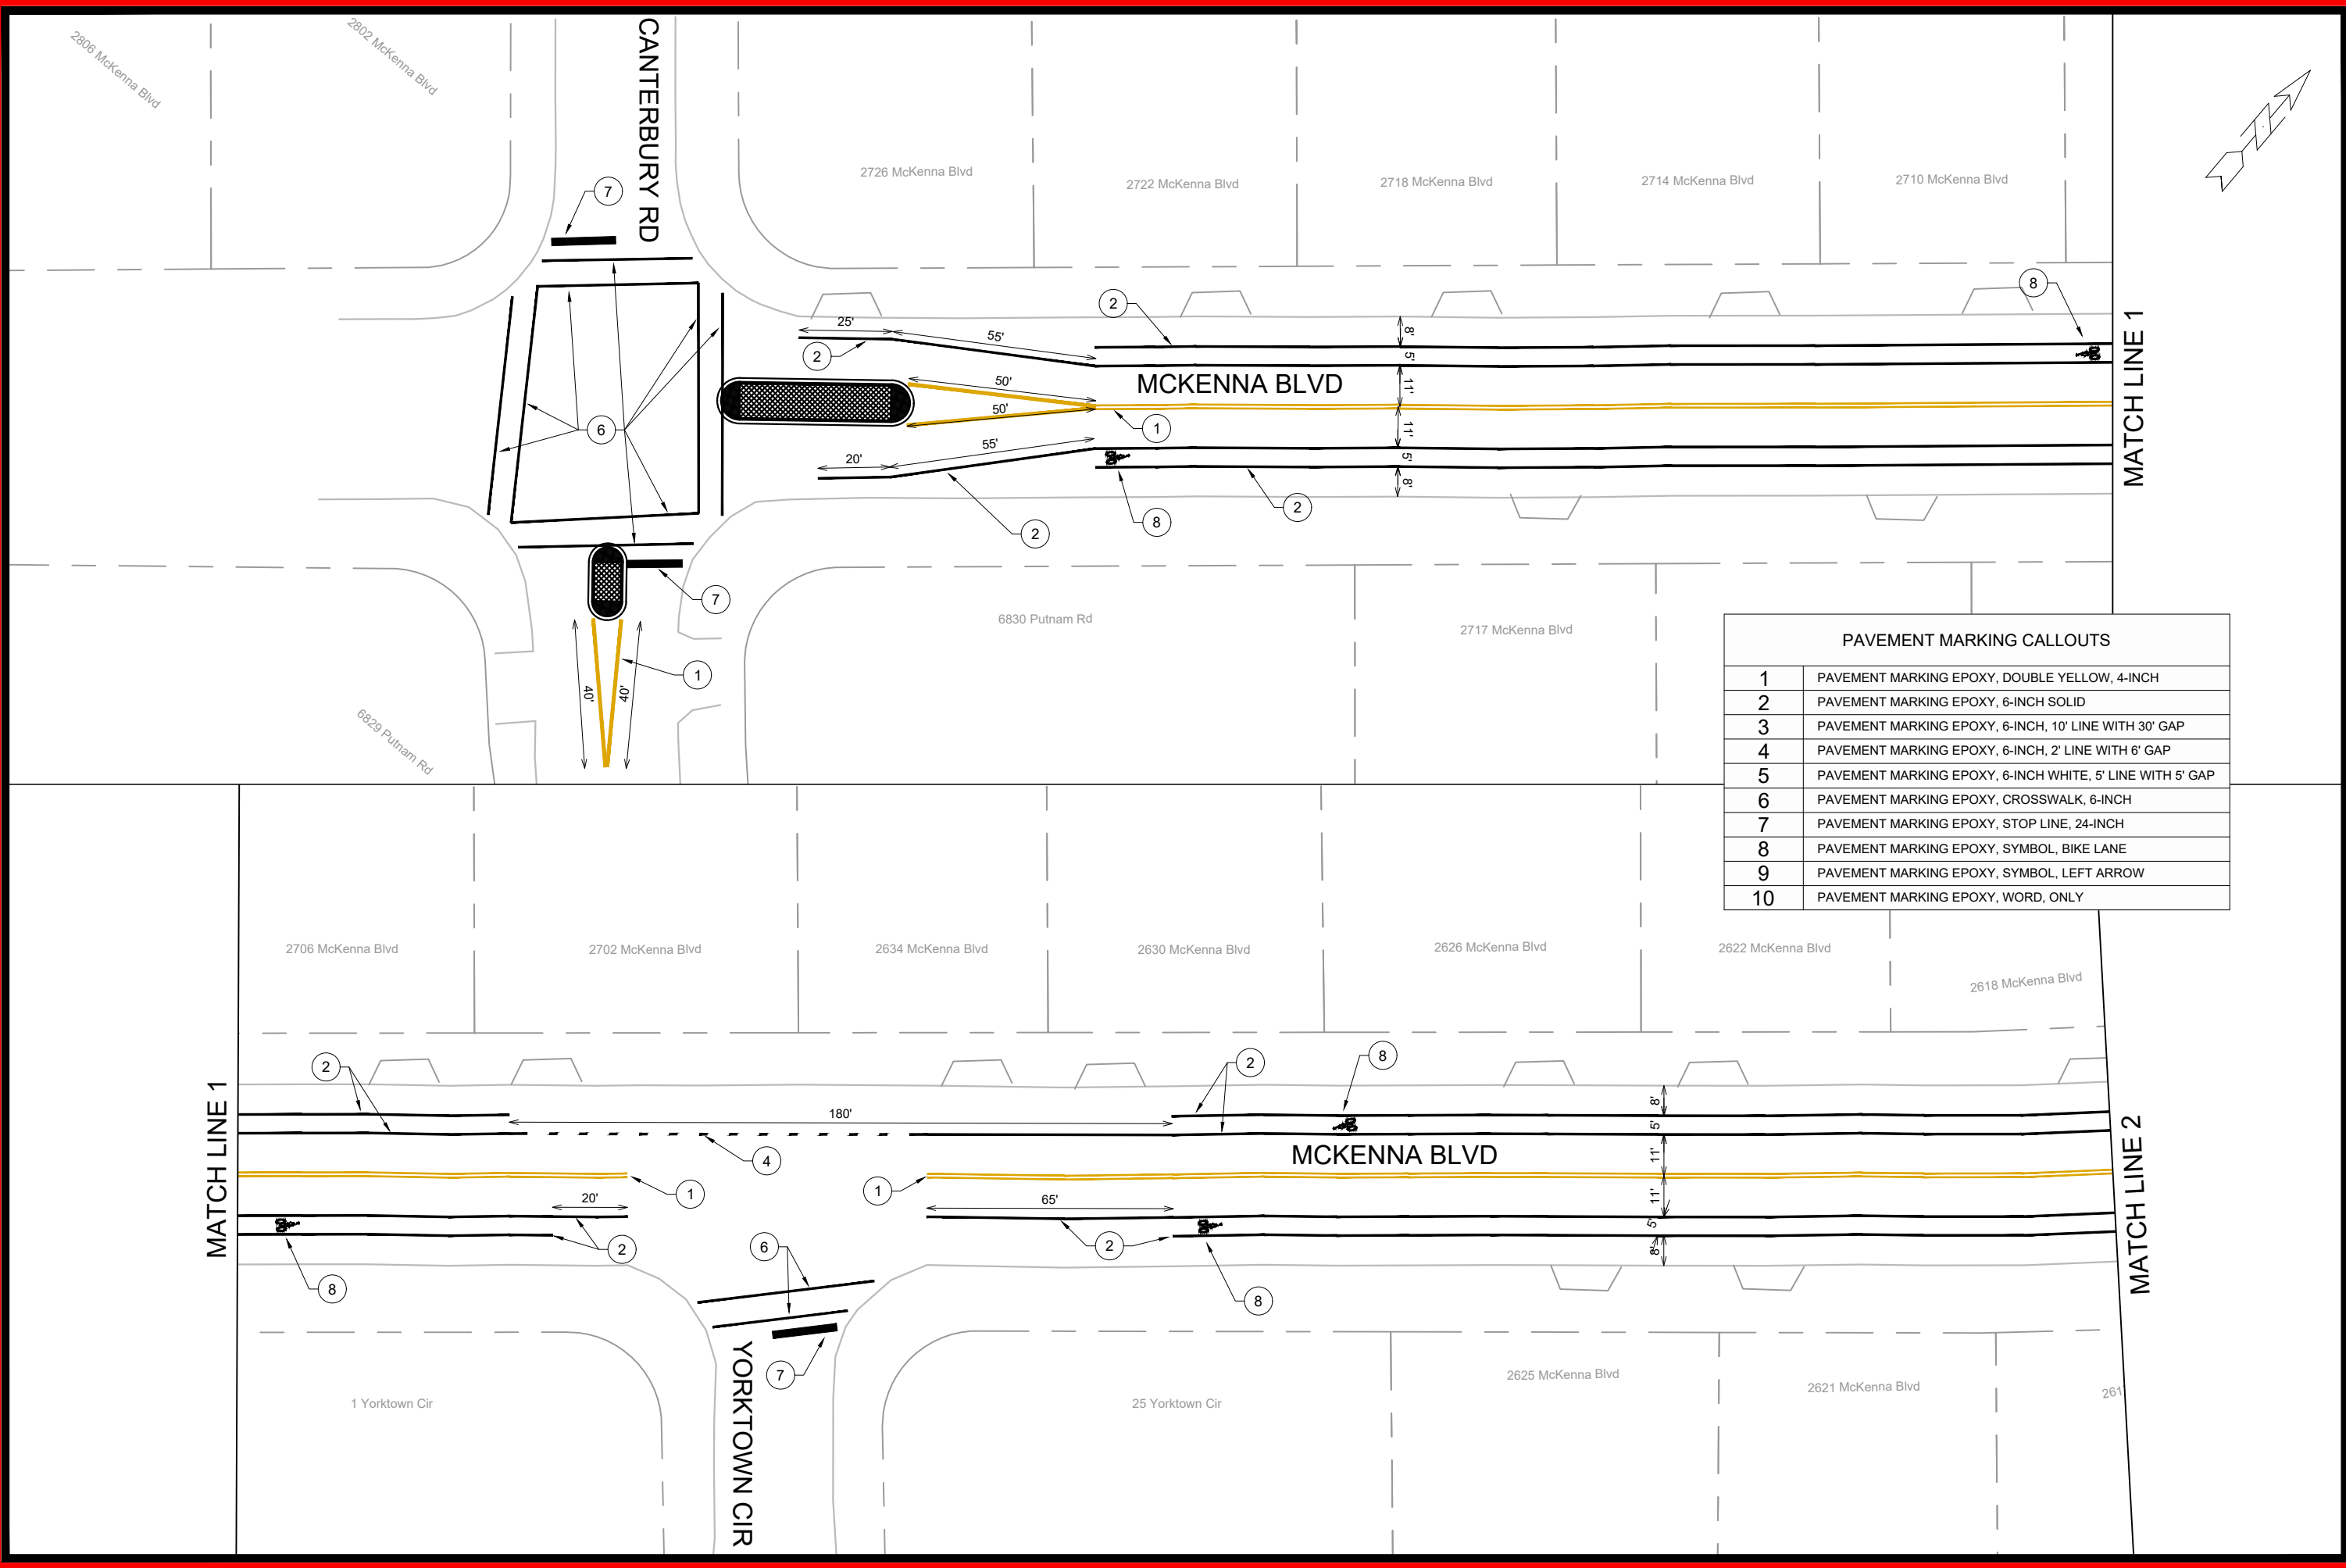 2806 McKenna Blvd
2802 McKenna Blvd
CANTERBURY RD
2726 McKenna Blvd
2722 McKenna Blvd
2718 McKenna Blvd
2714 McKenna Blvd
2710 McKenna Blvd
7
8
2
25'
55'
2
8'
5'
MCKENNA BLVD
11'
50'
50'
1
11'
6
55'
20'
5'
8'
2
8
2
MATCH LINE 1
7
6830 Putnam Rd
2717 McKenna Blvd
1
40'
40'
6829 Putnam Rd
PAVEMENT MARKING CALLOUTS
1 PAVEMENT MARKING EPOXY, DOUBLE YELLOW, 4-INCH
2 PAVEMENT MARKING EPOXY, 6-INCH SOLID
3 PAVEMENT MARKING EPOXY, 6-INCH, 10' LINE WITH 30' GAP
4 PAVEMENT MARKING EPOXY, 6-INCH, 2' LINE WITH 6' GAP
5 PAVEMENT MARKING EPOXY, 6-INCH WHITE, 5' LINE WITH 5' GAP
6 PAVEMENT MARKING EPOXY, CROSSWALK, 6-INCH
7 PAVEMENT MARKING EPOXY, STOP LINE, 24-INCH
8 PAVEMENT MARKING EPOXY, SYMBOL, BIKE LANE
9 PAVEMENT MARKING EPOXY, SYMBOL, LEFT ARROW
10 PAVEMENT MARKING EPOXY, WORD, ONLY
2706 McKenna Blvd
2702 McKenna Blvd
2634 McKenna Blvd
2630 McKenna Blvd
2626 McKenna Blvd
2622 McKenna Blvd
2618 McKenna Blvd
MATCH LINE 1
2
2
8
180'
8'
5'
4
MCKENNA BLVD
11'
1
1
20'
65'
11'
5'
8'
2
6
2
8
8
MATCH LINE 2
7
YORKTOWN CIR
1 Yorktown Cir
25 Yorktown Cir
2625 McKenna Blvd
2621 McKenna Blvd
261